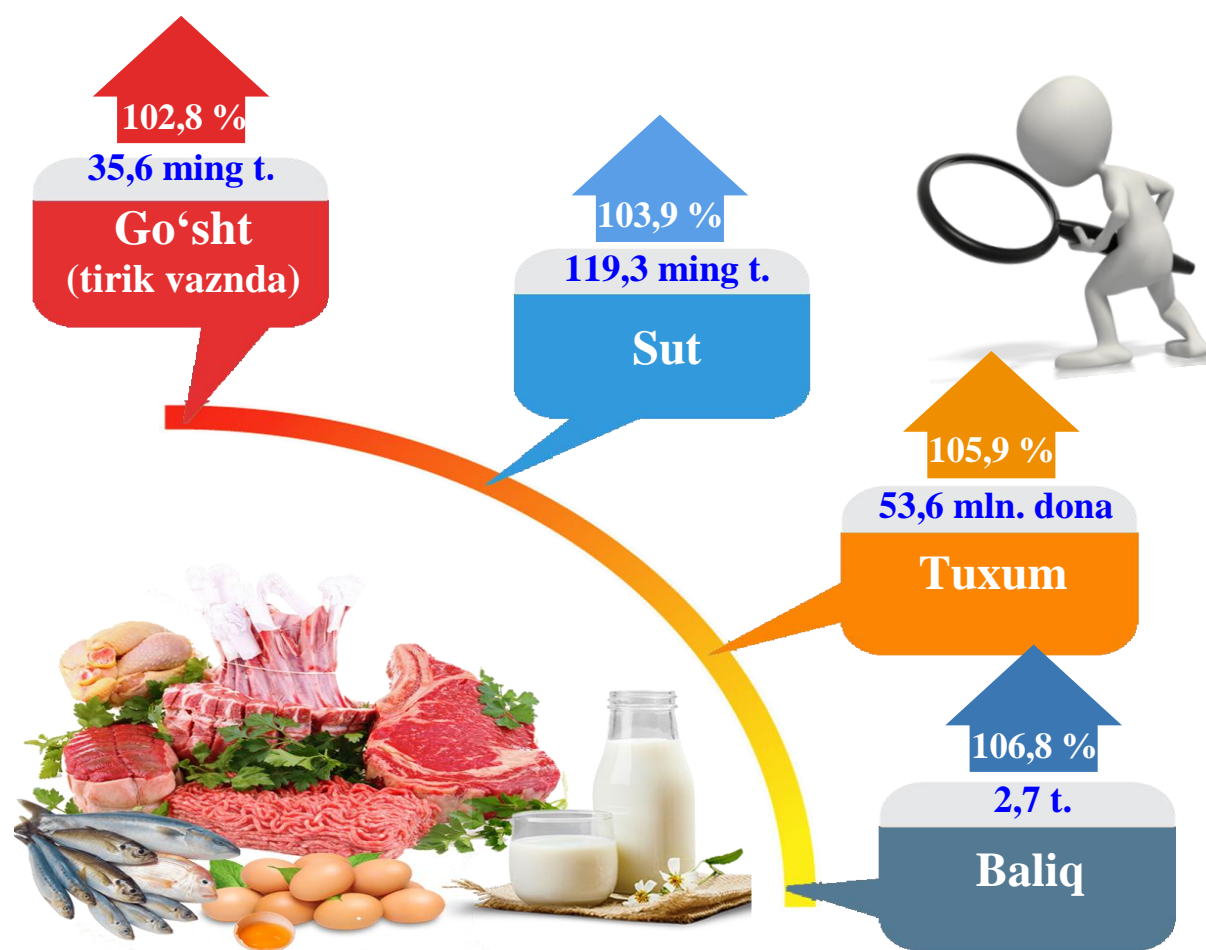 102,8 %
35,6 ming t.
Go‘sht
(tirik vaznda)
103,9 %
119,3 ming t.
Sut
105,9 %
53,6 mln. dona
Tuxum
106,8 %
2,7 t.
Baliq